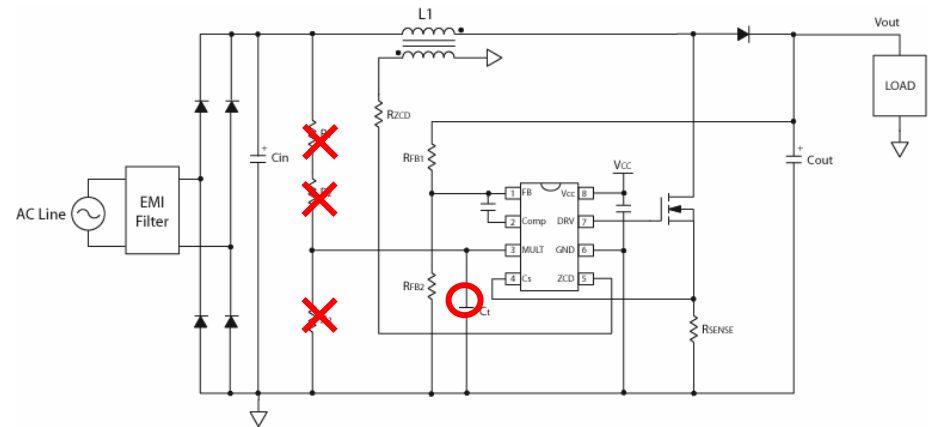 L1
Vout
LOAD
RZCD
RFB1
Cin
VCC
Cout
EMI
Filter
AC Line
1 FB Vcc 8
2 Comp DRV 7
3 MULT GND 6
4 Cs ZCD 5
RFB2
Ct
RSENSE
+
+